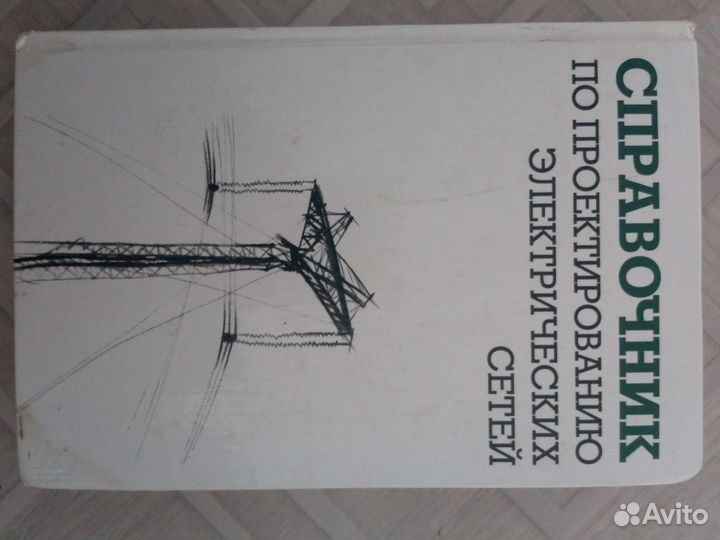 СПРАВОЧНИК
ПО ПРОЕКТИРОВАНИЮ
ЭЛЕКТРИЧЕСКИХ
СЕТЕЙ
Avito